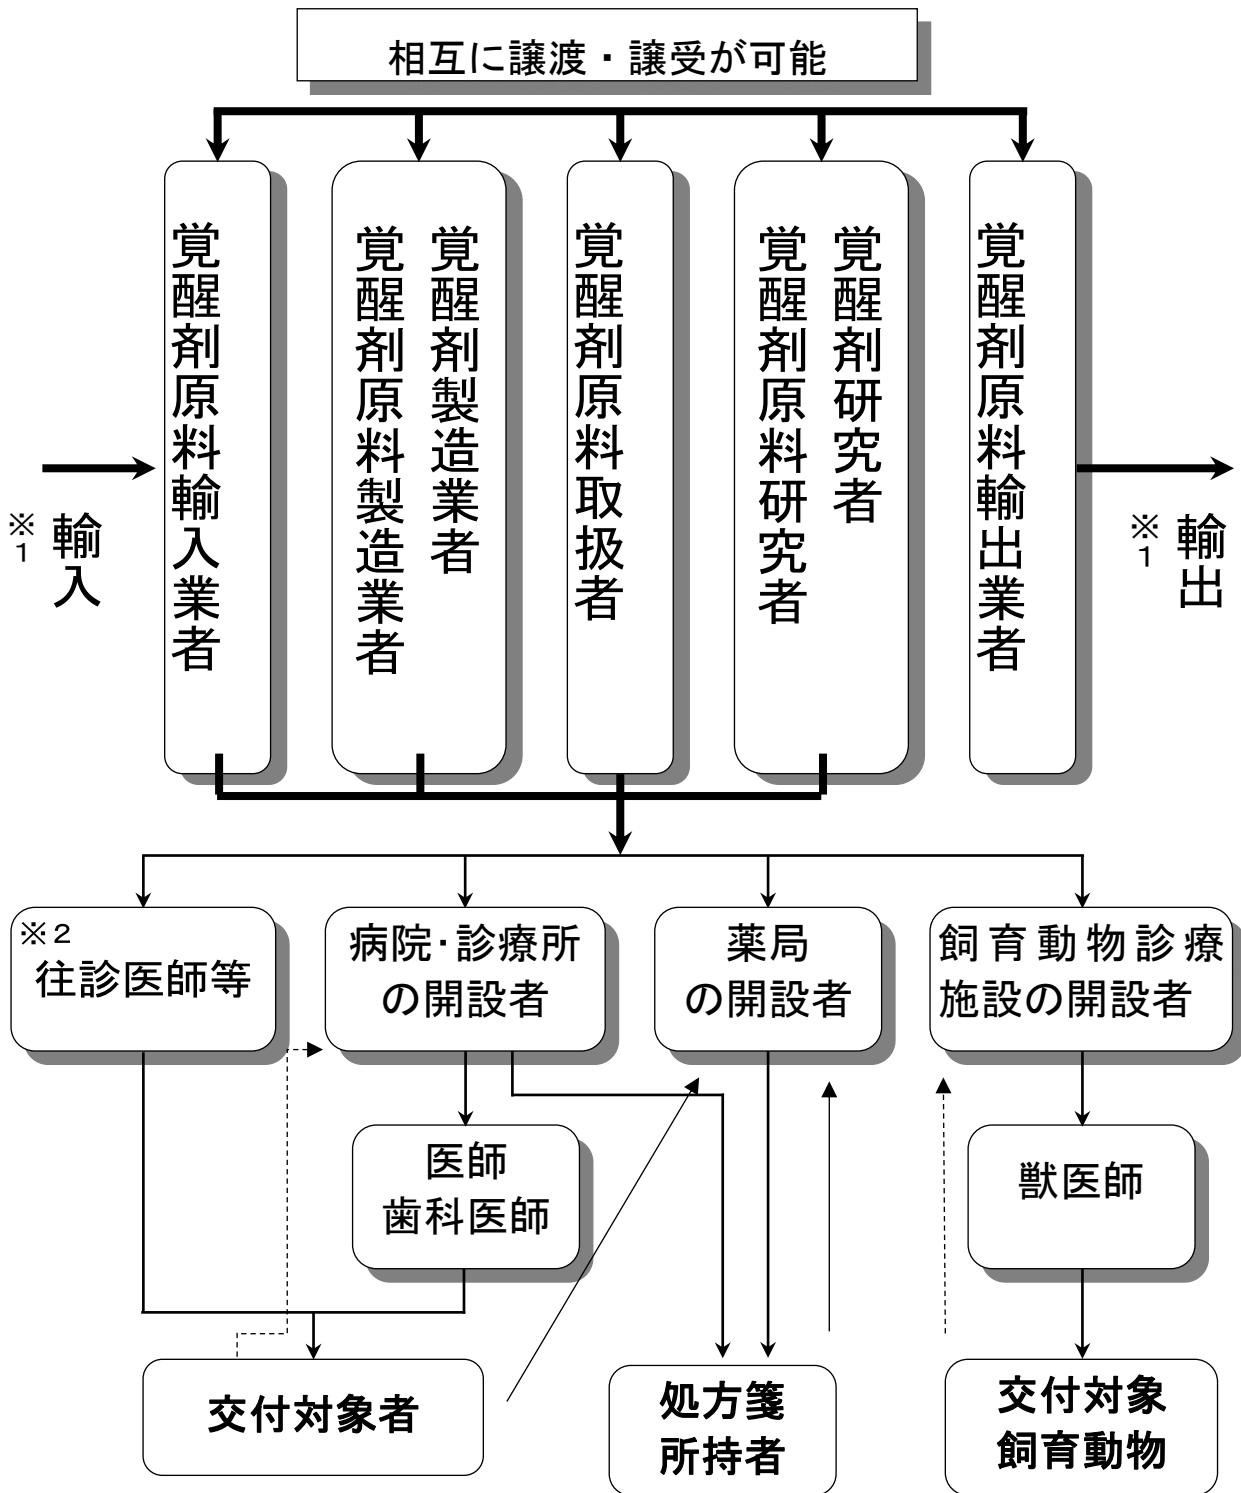 相互に譲渡・譲受が可能
覚醒剤原料輸入業者
覚醒剤製造業者
覚醒剤原料製造業者
覚醒剤原料取扱者
覚醒剤研究者
覚醒剤原料研究者
覚醒剤原料輸出業者
※1 輸入
※1 輸出
※2
往診医師等
病院・診療所
の開設者
薬局
の開設者
飼育動物診療
施設の開設者
医師
歯科医師
獣医師
交付対象者
処方箋
所持者
交付対象
飼育動物